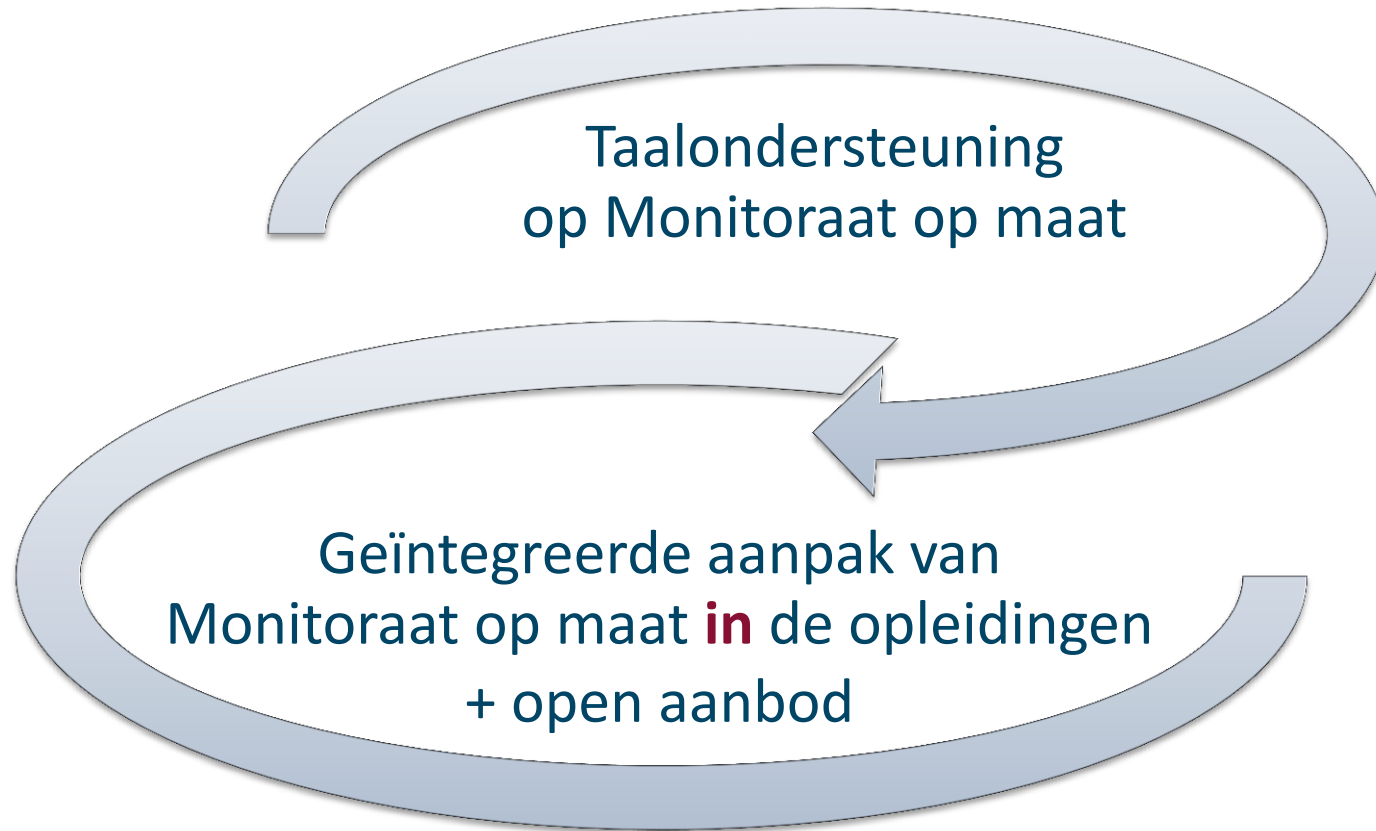 Taalondersteuning
op Monitoraat op maat
Geïntegreerde aanpak van
Monitoraat op maat in de opleidingen
+ open aanbod